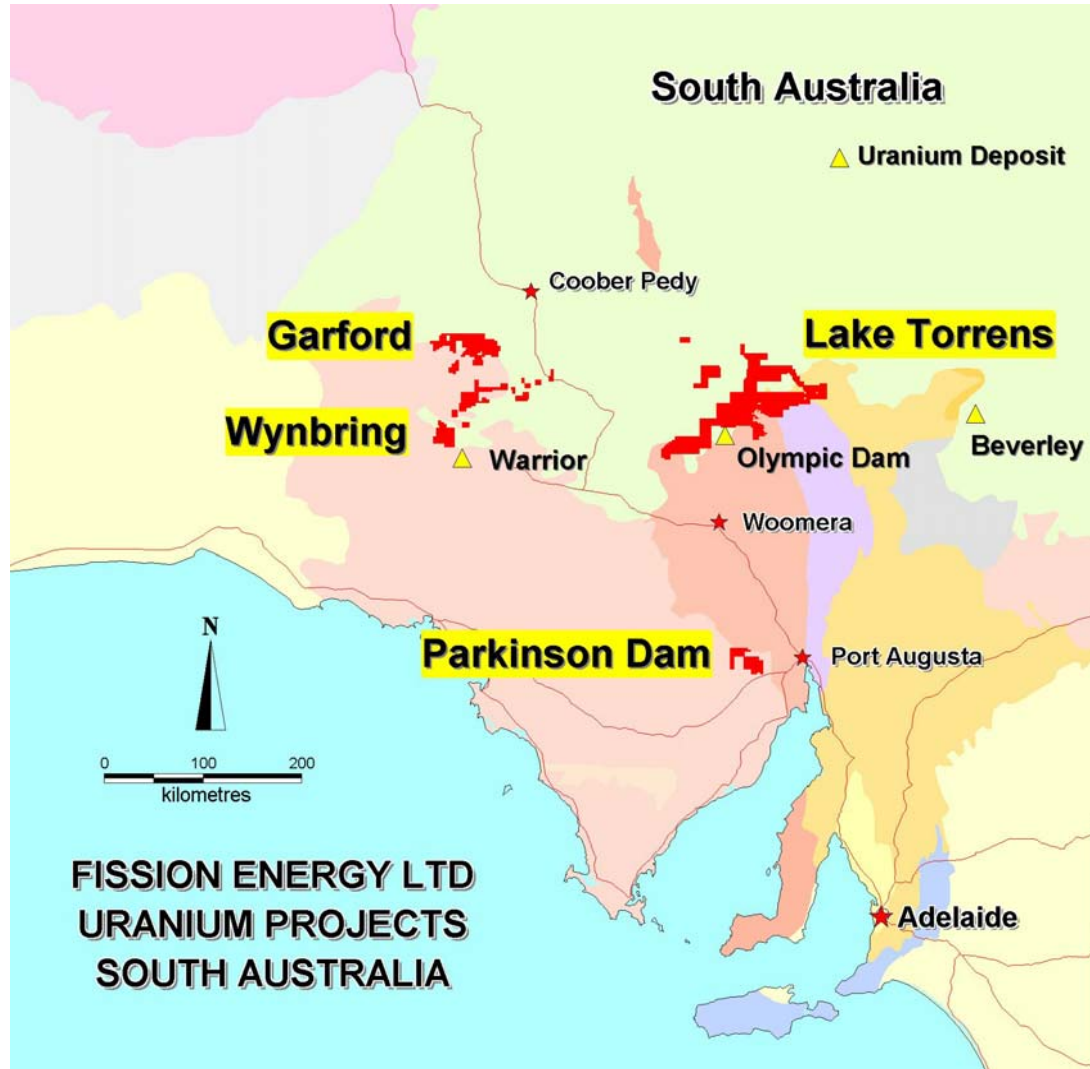 South Australia
Uranium Deposit
Coober Pedy
Garford
Lake Torrens
Wynbring
Warrior
Olympic Dam
Beverley
Woomera
Parkinson Dam
Port Augusta
N
0 100 200
kilometres
FISSION ENERGY LTD
URANIUM PROJECTS
SOUTH AUSTRALIA
Adelaide